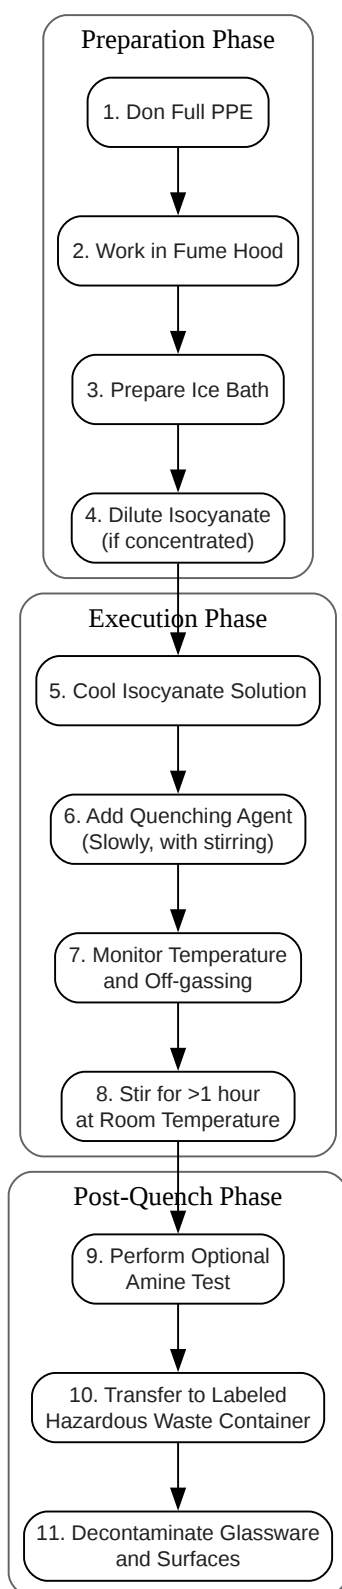 Preparation Phase
1. Don Full PPE
2. Work in Fume Hood
3. Prepare Ice Bath
4. Dilute Isocyanate
(if concentrated)
Execution Phase
5. Cool Isocyanate Solution
6. Add Quenching Agent
(Slowly, with stirring)
7. Monitor Temperature
and Off-gassing
8. Stir for >1 hour
at Room Temperature
Post-Quench Phase
9. Perform Optional
Amine Test
10. Transfer to Labeled
Hazardous Waste Container
11. Decontaminate Glassware
and Surfaces